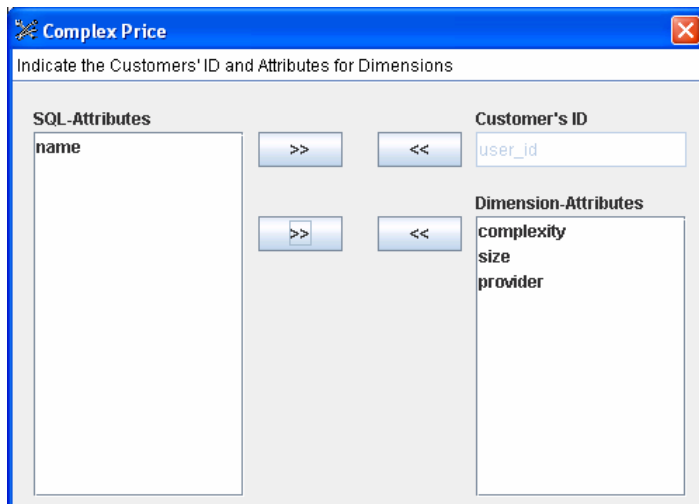 Complex Price
Indicate the Customers' ID and Attributes for Dimensions
SQL-Attributes
name
>>
<<
Customer's ID
user_id
>>
<<
Dimension-Attributes
complexity
size
provider